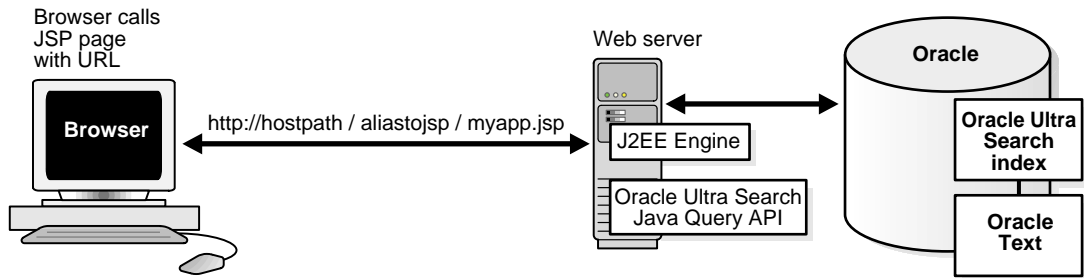 Browser calls
JSP page
with URL
Browser
http://hostpath / aliastojsp / myapp.jsp
Web server
J2EE Engine
Oracle Ultra Search
Java Query API
Oracle
Oracle Ultra
Search
index
Oracle
Text